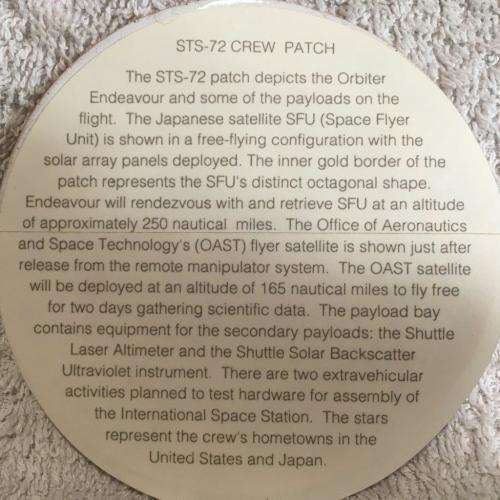 STS-72 CREW PATCH
The STS-72 patch depicts the Orbiter
Endeavour and some of the payloads on the
flight. The Japanese satellite SFU (Space Flyer
Unit) is shown in a free-flying configuration with the
solar array panels deployed. The inner gold border of the
patch represents the SFU's distinct octagonal shape.
Endeavour will rendezvous with and retrieve SFU at an altitude
of approximately 250 nautical miles. The Office of Aeronautics
and Space Technology's (OAST) flyer satellite is shown just after
release from the remote manipulator system. The OAST satellite
will be deployed at an altitude of 165 nautical miles to fly free
for two days gathering scientific data. The payload bay
contains equipment for the secondary payloads: the Shuttle
Laser Altimeter and the Shuttle Solar Backscatter
Ultraviolet instrument. There are two extravehicular
activities planned to test hardware for assembly of
the International Space Station. The stars
represent the crew's hometowns in the
United States and Japan.